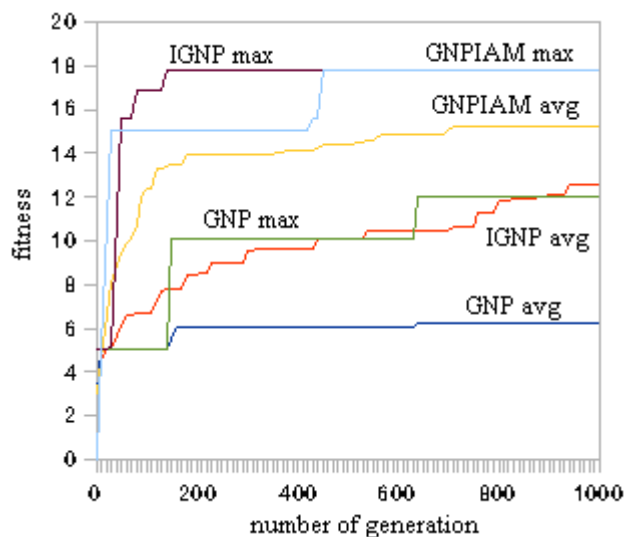 20
18
16
14
12
10
8
6
4
2
0
fitness
IGNP max
GNPIAM max
GNPIAM avg
GNP max
IGNP avg
GNP avg
0 200 400 600 800 1000
number of generation